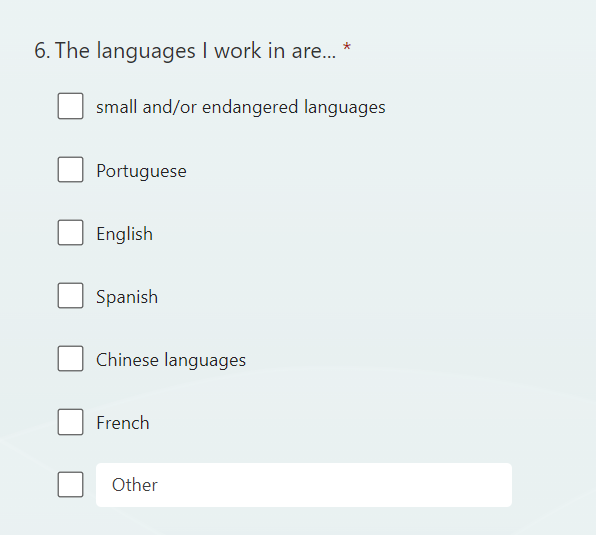 6. The languages I work in are... *
small and/or endangered languages
Portuguese
English
Spanish
Chinese languages
French
Other